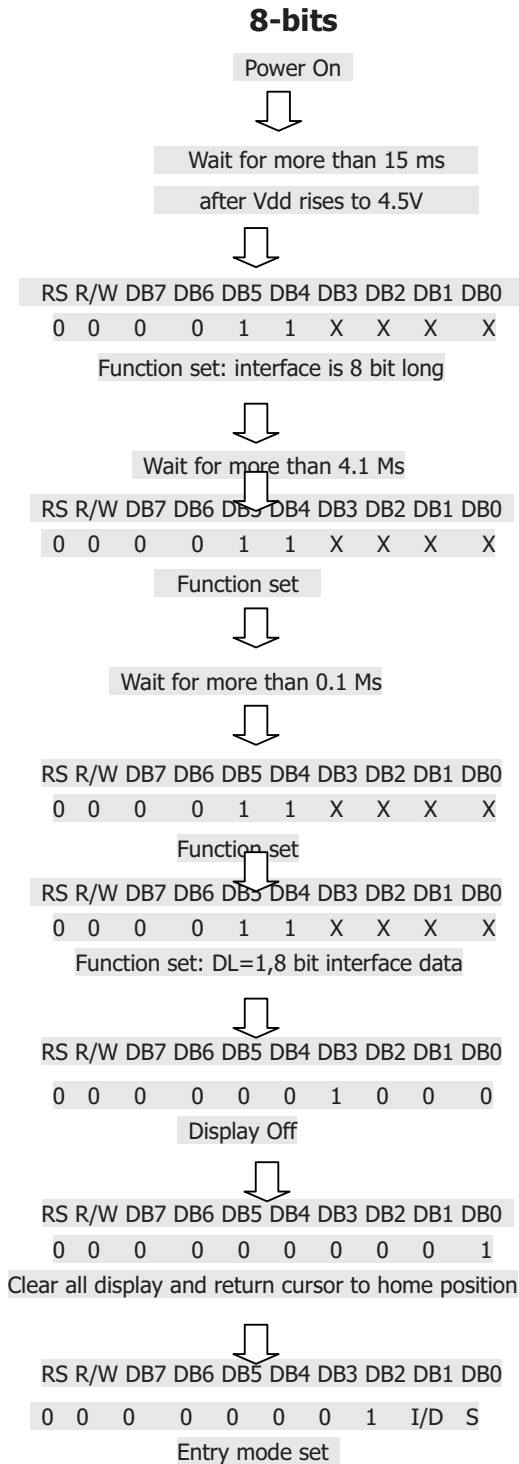 8-bits
Power On
Wait for more than 15 ms
after Vdd rises to 4.5V
RS R/W DB7 DB6 DB5 DB4 DB3 DB2 DB1 DB0
0 0 0 0 1 1 X X X X
Function set: interface is 8 bit long
Wait for more than 4.1 Ms
RS R/W DB7 DB6 DB5 DB4 DB3 DB2 DB1 DB0
0 0 0 0 1 1 X X X X
Function set
Wait for more than 0.1 Ms
RS R/W DB7 DB6 DB5 DB4 DB3 DB2 DB1 DB0
0 0 0 0 1 1 X X X X
Function set
RS R/W DB7 DB6 DB5 DB4 DB3 DB2 DB1 DB0
0 0 0 0 1 1 X X X X
Function set: DL=1,8 bit interface data
RS R/W DB7 DB6 DB5 DB4 DB3 DB2 DB1 DB0
0 0 0 0 0 0 1 0 0 0
Display Off
RS R/W DB7 DB6 DB5 DB4 DB3 DB2 DB1 DB0
0 0 0 0 0 0 0 0 0 1
Clear all display and return cursor to home position
RS R/W DB7 DB6 DB5 DB4 DB3 DB2 DB1 DB0
0 0 0 0 0 0 0 1 I/D S
Entry mode set